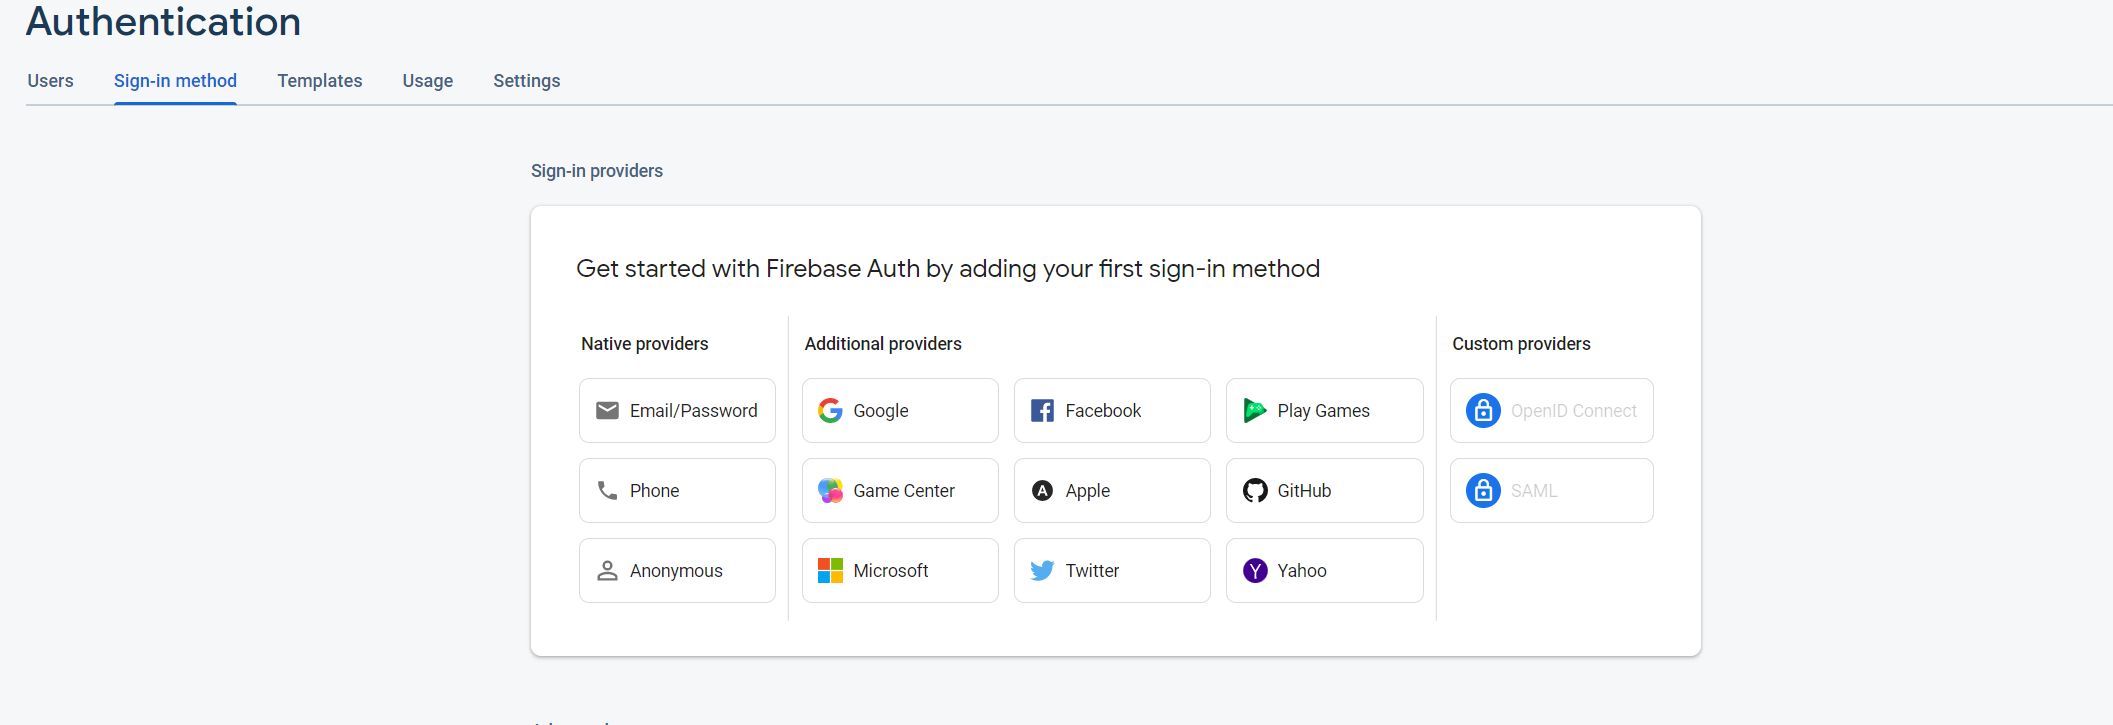 Authentication
Users Sign-in method Templates Usage Settings
Sign-in providers
Get started with Firebase Auth by adding your first sign-in method
Native providers Additional providers Custom providers
Email/Password Google Facebook Play Games OpenID Connect
Phone Game Center Apple GitHub SAML
Anonymous Microsoft Twitter Yahoo